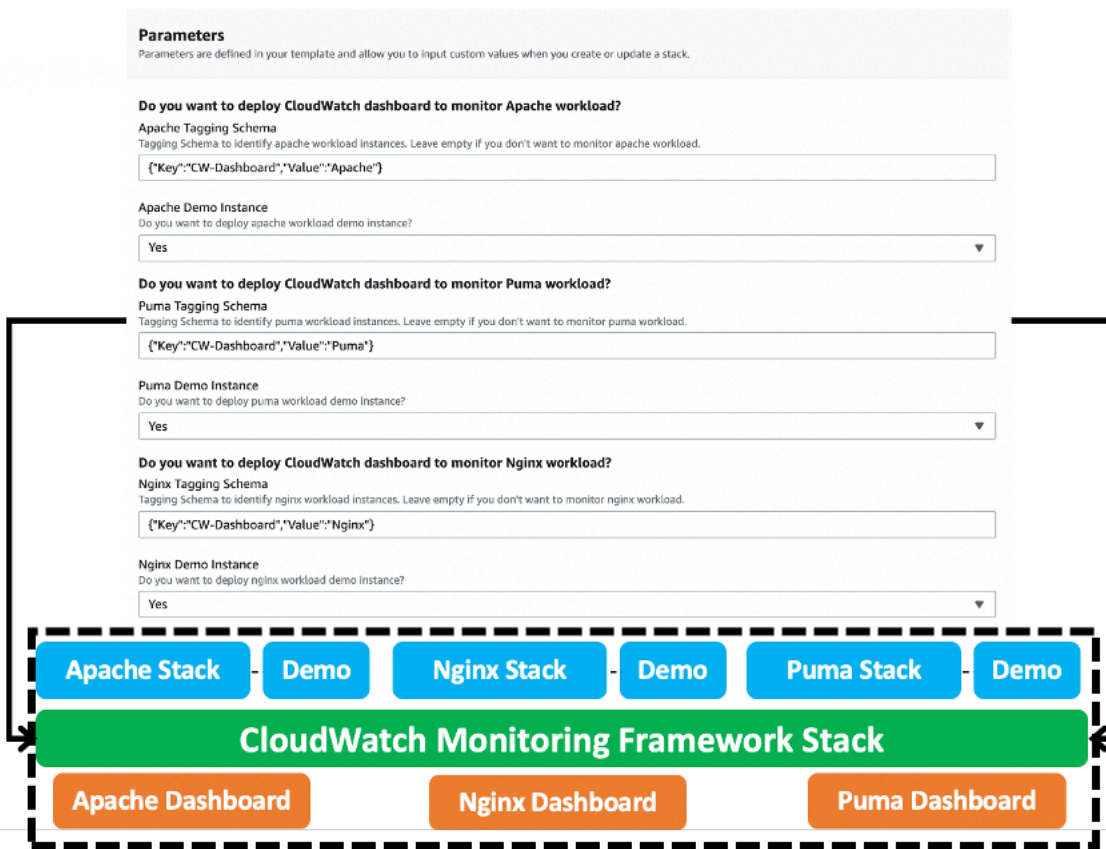 Parameters
Parameters are defined in your template and allow you to input custom values when you create or update a stack.
Do you want to deploy CloudWatch dashboard to monitor Apache workload?
Apache Tagging Schema
Tagging Schema to identify apache workload instances. Leave empty if you don't want to monitor apache workload.
{"Key":"CW-Dashboard","Value":"Apache"}
Apache Demo Instance
Do you want to deploy apache workload demo instance?
Yes
Do you want to deploy CloudWatch dashboard to monitor Puma workload?
Puma Tagging Schema
Tagging Schema to identify puma workload instances. Leave empty if you don't want to monitor puma workload.
{"Key":"CW-Dashboard","Value":"Puma"}
Puma Demo Instance
Do you want to deploy puma workload demo instance?
Yes
Do you want to deploy CloudWatch dashboard to monitor Nginx workload?
Nginx Tagging Schema
Tagging Schema to identify nginx workload instances. Leave empty if you don't want to monitor nginx workload.
{"Key":"CW-Dashboard","Value":"Nginx"}
Nginx Demo Instance
Do you want to deploy nginx workload demo instance?
Yes
Apache Stack - Demo Nginx Stack - Demo Puma Stack - Demo
CloudWatch Monitoring Framework Stack
Apache Dashboard Nginx Dashboard Puma Dashboard